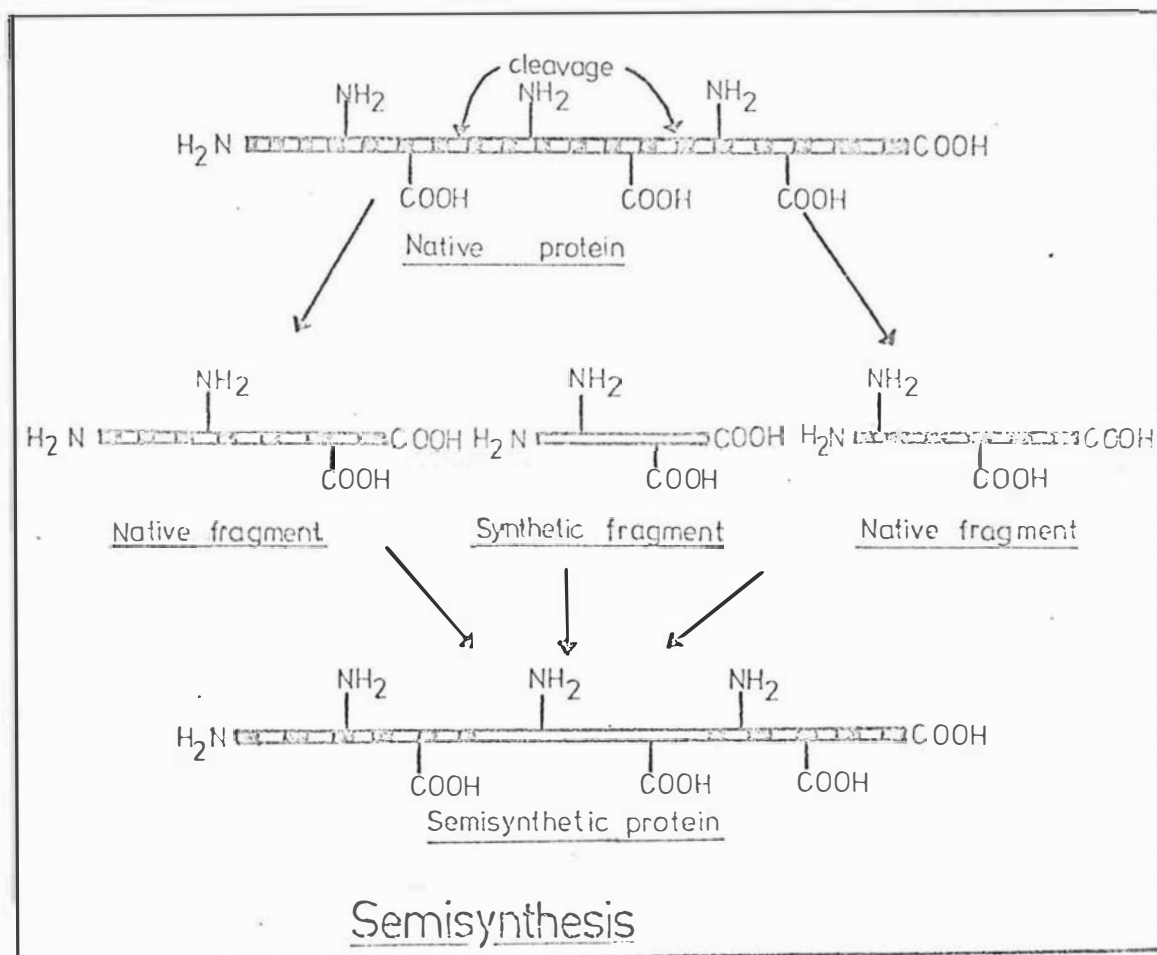 cleavage
NH2 NH2 NH2
H2N COOH
COOH COOH COOH
Native protein
NH2 NH2 NH2
H2N COOH H2N COOH H2N COOH
COOH COOH COOH
Native fragment Synthetic fragment Native fragment
NH2 NH2 NH2
H2N COOH
COOH COOH COOH
Semisynthetic protein
Semisynthesis